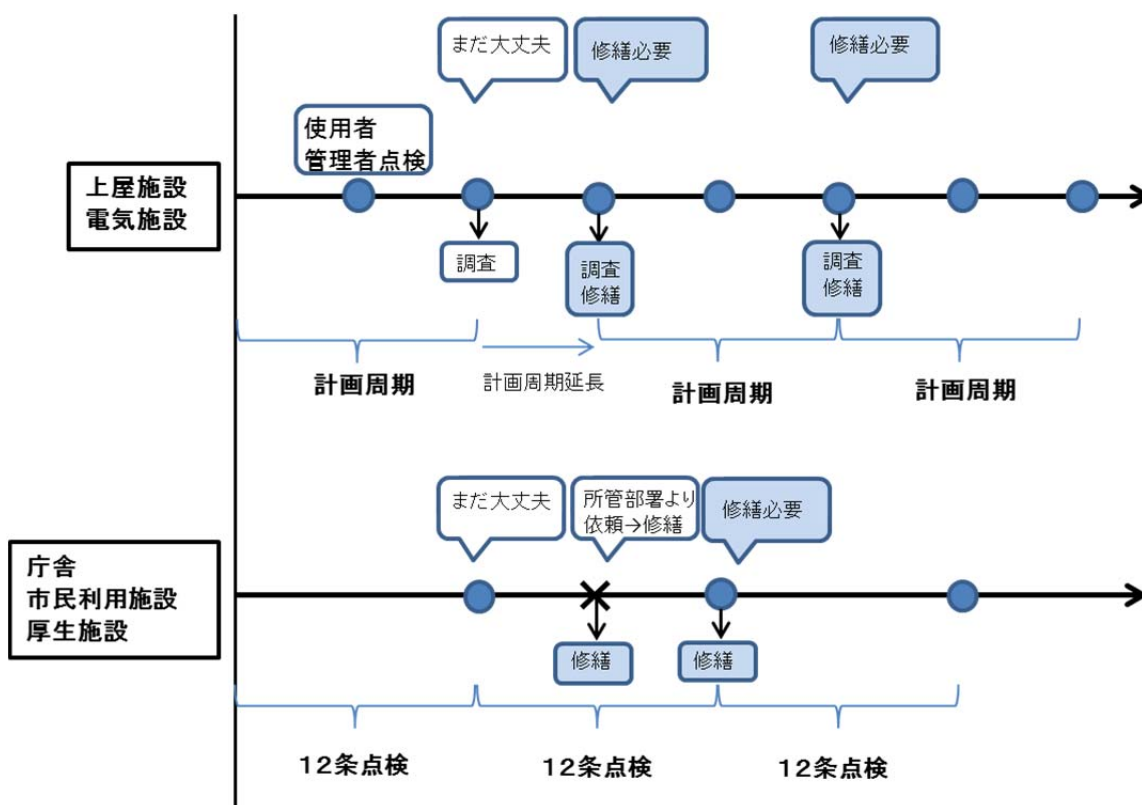 まだ大丈夫
修繕必要
修繕必要
使用者
管理者点検
上屋施設
電気施設
調査
調査
修繕
調査
修繕
計画周期
計画周期延長
計画周期
計画周期
まだ大丈夫
所管部署より
依頼→修繕
修繕必要
庁舎
市民利用施設
厚生施設
修繕
修繕
12条点検
12条点検
12条点検